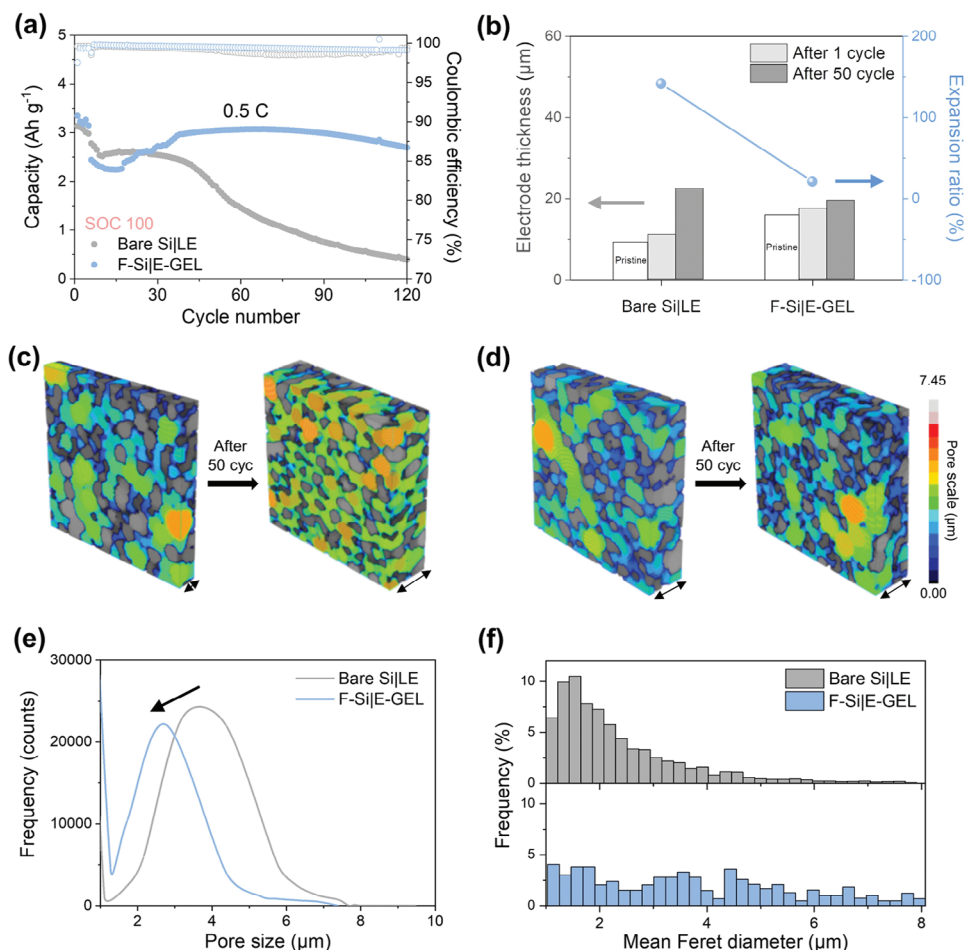 (a)
5
4
3
2
1
0
Capacity (Ah g⁻¹)
100
95
90
85
80
75
70
Coulombic efficiency (%)
0.5 C
SOC 100
Bare Si|LE
F-Si|E-GEL
0 30 60 90 120
Cycle number
(b)
60
40
20
0
Electrode thickness (µm)
After 1 cycle
After 50 cycle
200
150
100
50
0
-100
Expansion ratio (%)
Pristine
Pristine
Bare Si|LE F-Si|E-GEL
(c)
After
50 cyc
(d)
After
50 cyc
7.45
Pore scale (µm)
0.00
(e)
30000
20000
10000
0
Frequency (counts)
Bare Si|LE
F-Si|E-GEL
2 4 6 8 10
Pore size (µm)
(f)
10
5
0
10
5
0
Frequency (%)
Bare Si|LE
F-Si|E-GEL
2 4 6 8
Mean Feret diameter (µm)